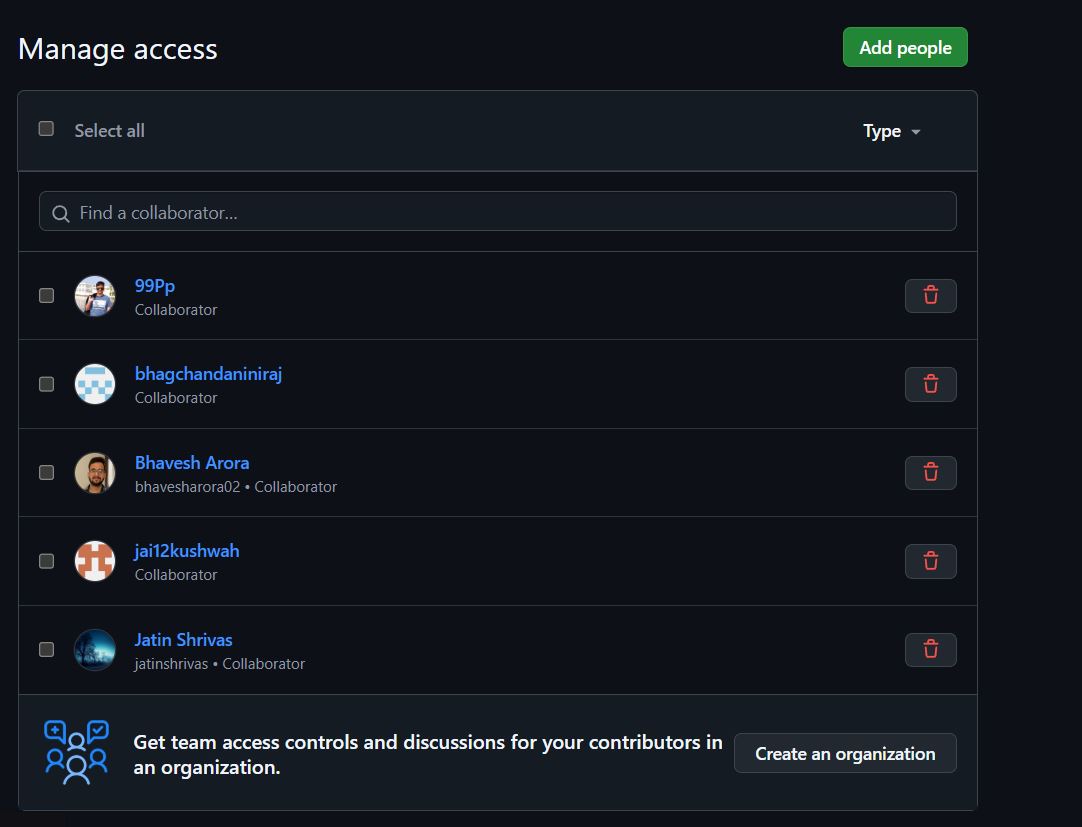 Manage access
Add people
Select all
Type
Find a collaborator...
99Pp
Collaborator
bhagchandaniniraj
Collaborator
Bhavesh Arora
bhavesharora02 • Collaborator
jai12kushwah
Collaborator
Jatin Shrivas
jatinshrivas • Collaborator
Get team access controls and discussions for your contributors in
an organization.
Create an organization